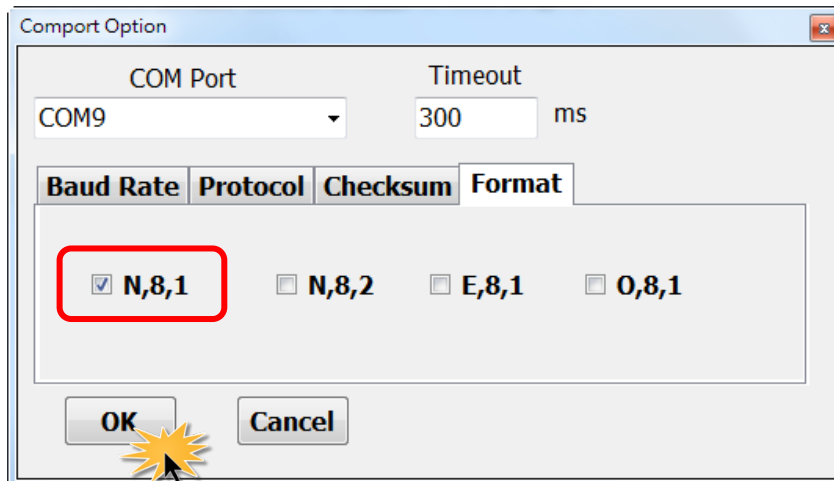 Comport Option
COM Port Timeout
COM9 300 ms
Baud Rate Protocol Checksum Format
N,8,1 N,8,2 E,8,1 O,8,1
OK Cancel